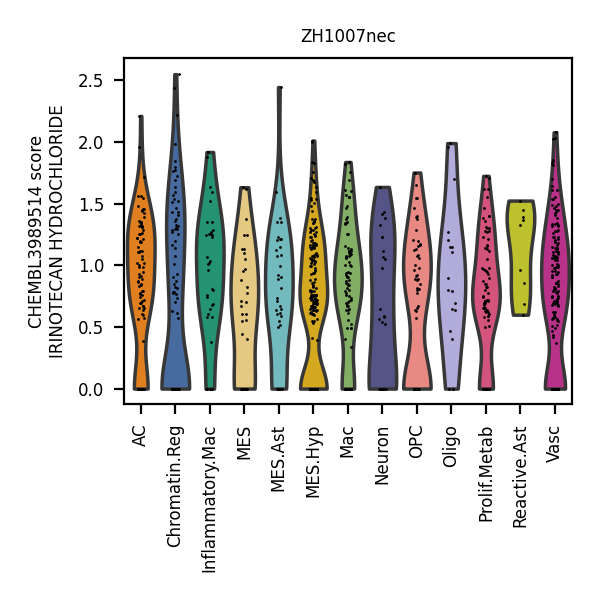 ZH1007nec
CHEMBL3989514 score
IRINOTECAN HYDROCHLORIDE
2.5
2.0
1.5
1.0
0.5
0.0
AC
Chromatin.Reg
Inflammatory.Mac
MES
MES.Ast
MES.Hyp
Mac
Neuron
OPC
Oligo
Prolif.Metab
Reactive.Ast
Vasc